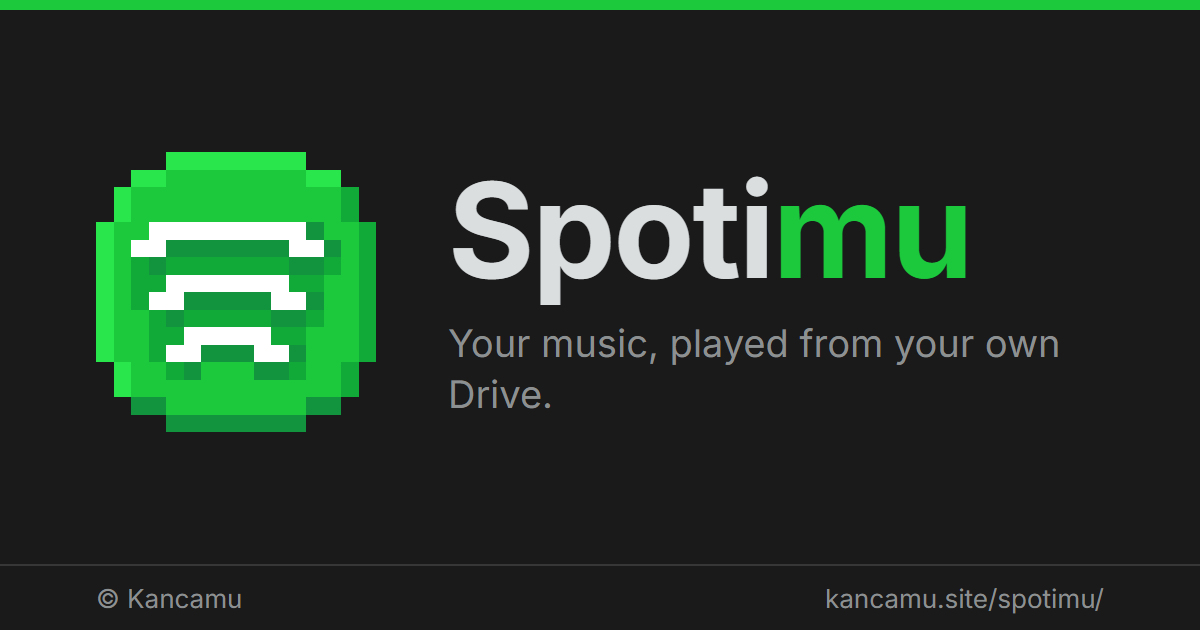 Spotimu
Your music, played from your own
Drive.
© Kancamu
kancamu.site/spotimu/